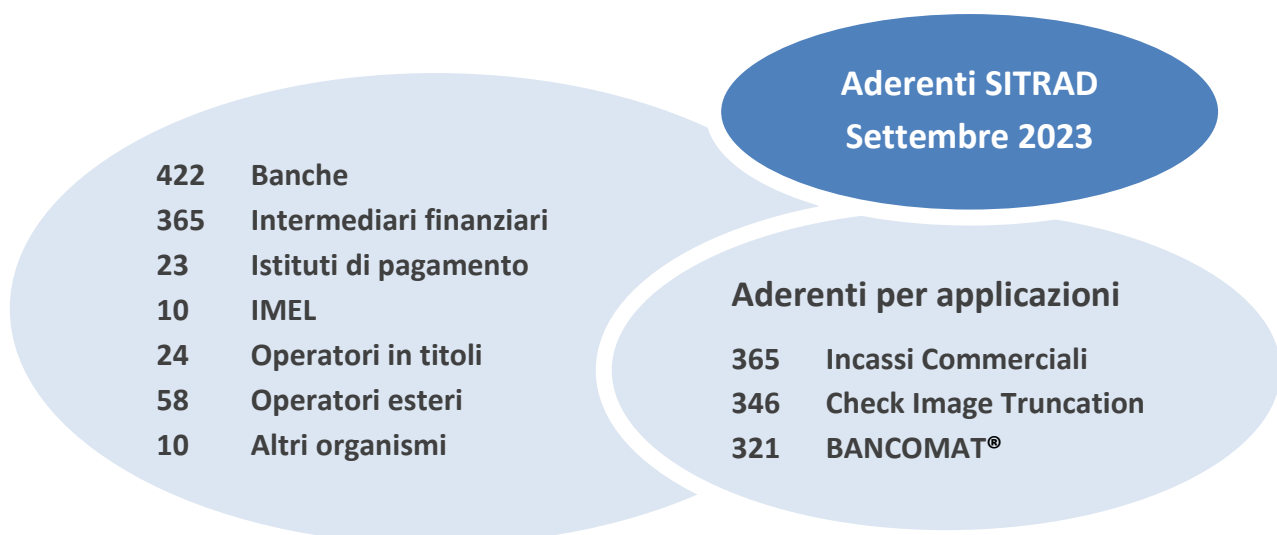 Aderenti SITRAD
Settembre 2023
422 Banche
365 Intermediari finanziari
23 Istituti di pagamento
10 IMEL
24 Operatori in titoli
58 Operatori esteri
10 Altri organismi
Aderenti per applicazioni
365 Incassi Commerciali
346 Check Image Truncation
321 BANCOMAT®